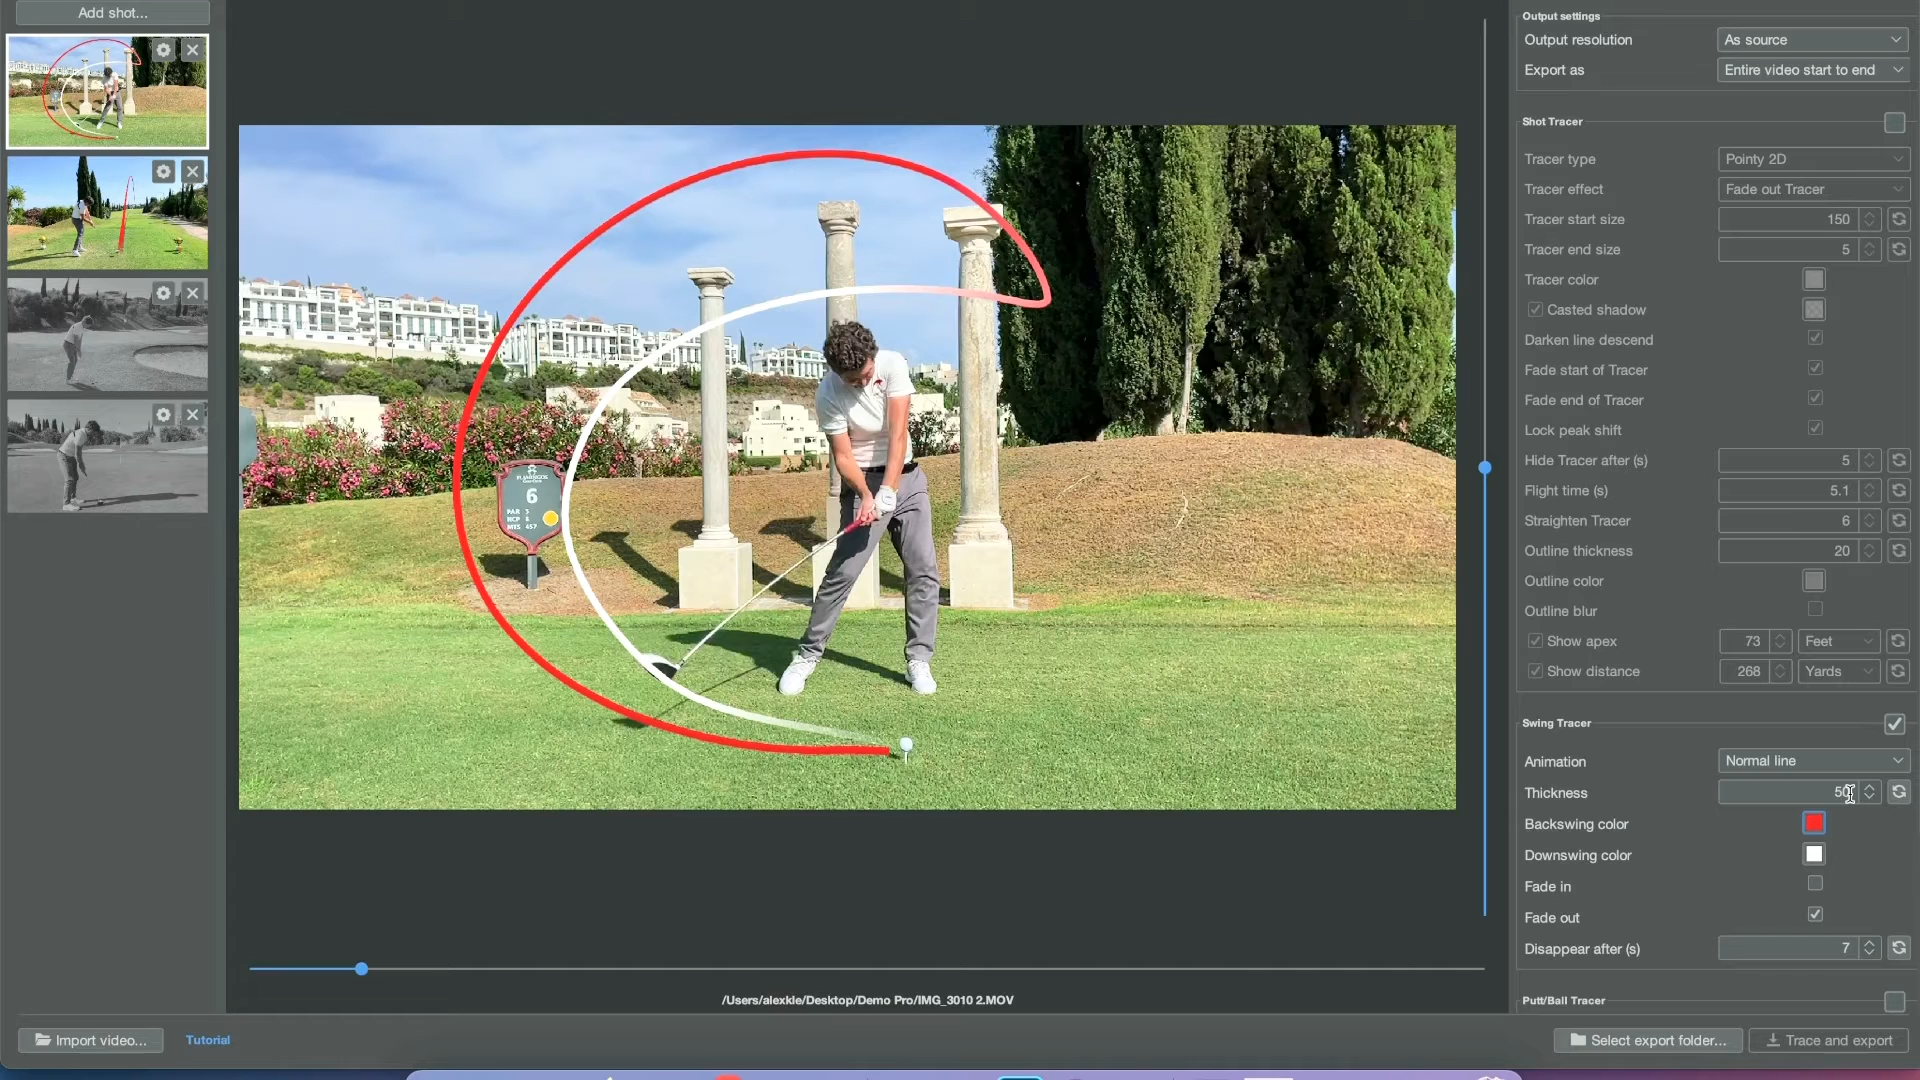 Add shot...
Output settings
Output resolution As source
Export as Entire video start to end
Shot Tracer
Tracer type Pointy 2D
Tracer effect Fade out Tracer
Tracer start size 150
Tracer end size 5
Tracer color
Casted shadow
Darken line descend
Fade start of Tracer
Fade end of Tracer
Lock peak shift
Hide Tracer after (s) 5
Flight time (s) 5.1
Straighten Tracer 6
Outline thickness 20
Outline color
Outline blur
Show apex 73 Feet
Show distance 268 Yards
Swing Tracer
Animation Normal line
Thickness 50
Backswing color
Downswing color
Fade in
Fade out
Disappear after (s) 7
Putt/Ball Tracer
6
PAR 5
HCP 8
MTS 457
/Users/alexkle/Desktop/Demo Pro/IMG_3010 2.MOV
Import video...
Tutorial
Select export folder...
Trace and export